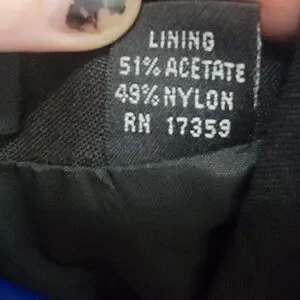 LINING
51% ACETATE
49% NYLON
RN 17359